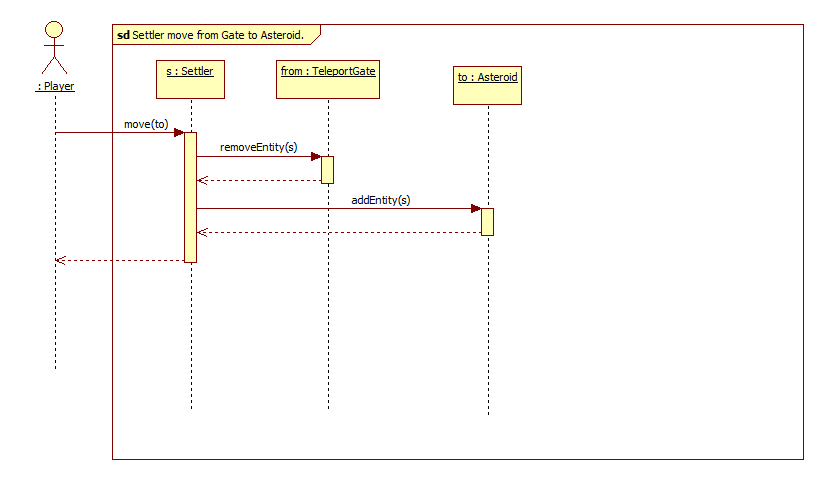 sd Settler move from Gate to Asteroid.
: Player
s : Settler
from : TeleportGate
to : Asteroid
move(to)
removeEntity(s)
addEntity(s)